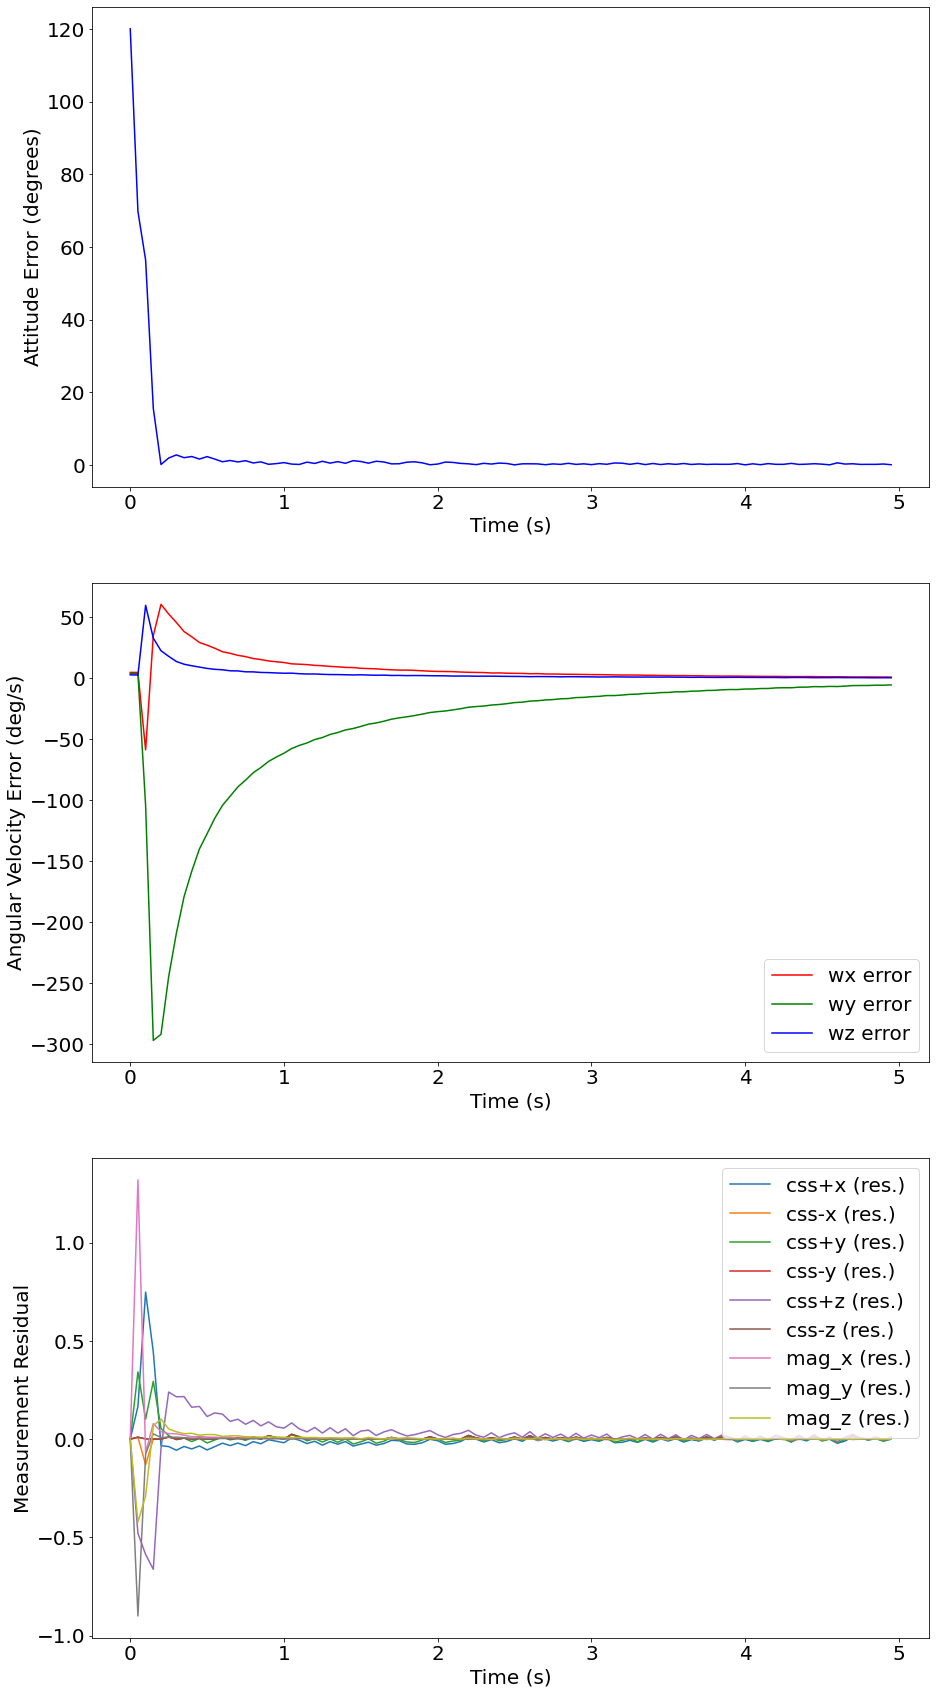 120
100
80
60
40
20
0
Attitude Error (degrees)
0 1 2 3 4 5
Time (s)
50
0
−50
−100
−150
−200
−250
−300
Angular Velocity Error (deg/s)
wx error
wy error
wz error
0 1 2 3 4 5
Time (s)
1.0
0.5
0.0
−0.5
−1.0
Measurement Residual
css+x (res.)
css-x (res.)
css+y (res.)
css-y (res.)
css+z (res.)
css-z (res.)
mag_x (res.)
mag_y (res.)
mag_z (res.)
0 1 2 3 4 5
Time (s)